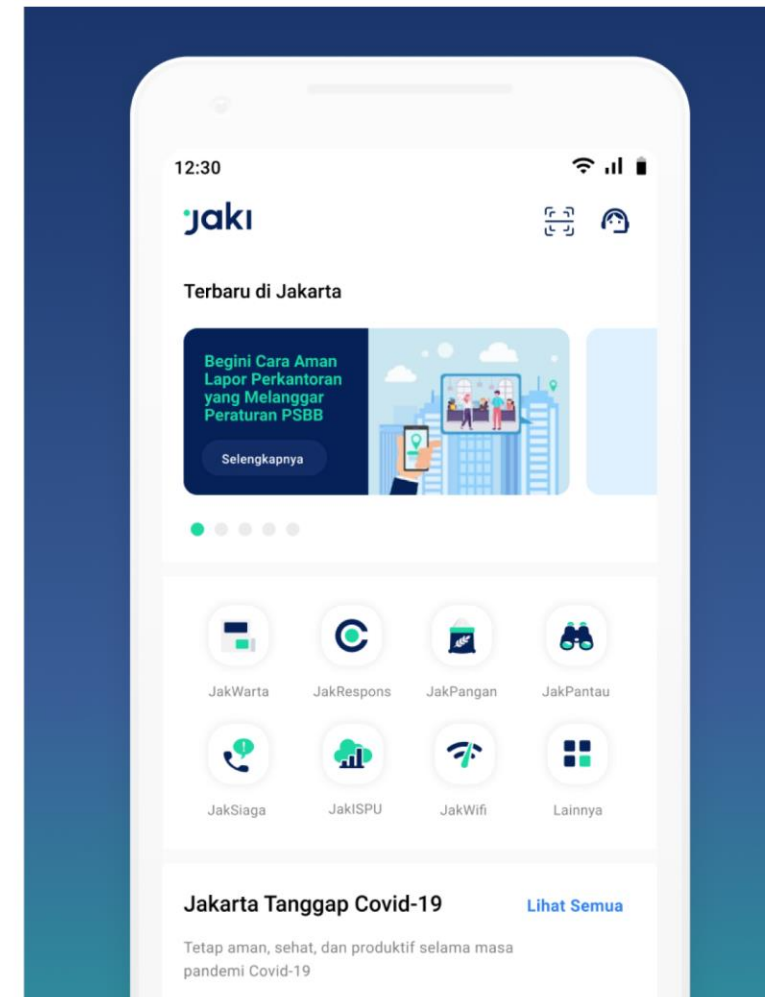 12:30
jaki
Terbaru di Jakarta
Begini Cara Aman
Lapor Perkantoran
yang Melanggar
Peraturan PSBB
Selengkapnya
JakWarta JakRespons JakPangan JakPantau
JakSiaga JakISPU JakWifi Lainnya
Jakarta Tanggap Covid-19 Lihat Semua
Tetap aman, sehat, dan produktif selama masa
pandemi Covid-19